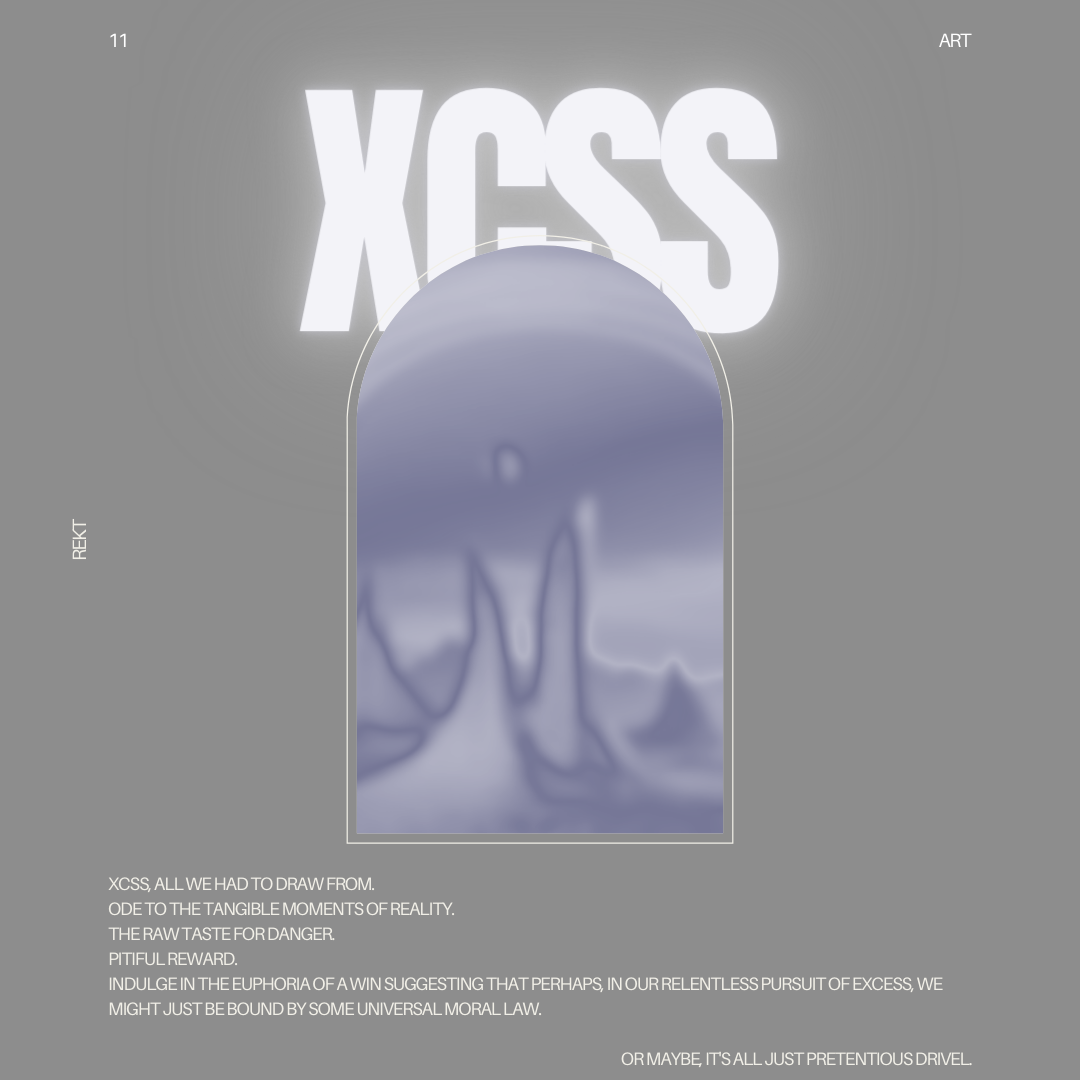 11
ART
XCSS
REKT
XCSS, ALL WE HAD TO DRAW FROM.
ODE TO THE TANGIBLE MOMENTS OF REALITY.
THE RAW TASTE FOR DANGER.
PITIFUL REWARD.
INDULGE IN THE EUPHORIA OF A WIN SUGGESTING THAT PERHAPS, IN OUR RELENTLESS PURSUIT OF EXCESS, WE
MIGHT JUST BE BOUND BY SOME UNIVERSAL MORAL LAW.
OR MAYBE, IT'S ALL JUST PRETENTIOUS DRIVEL.